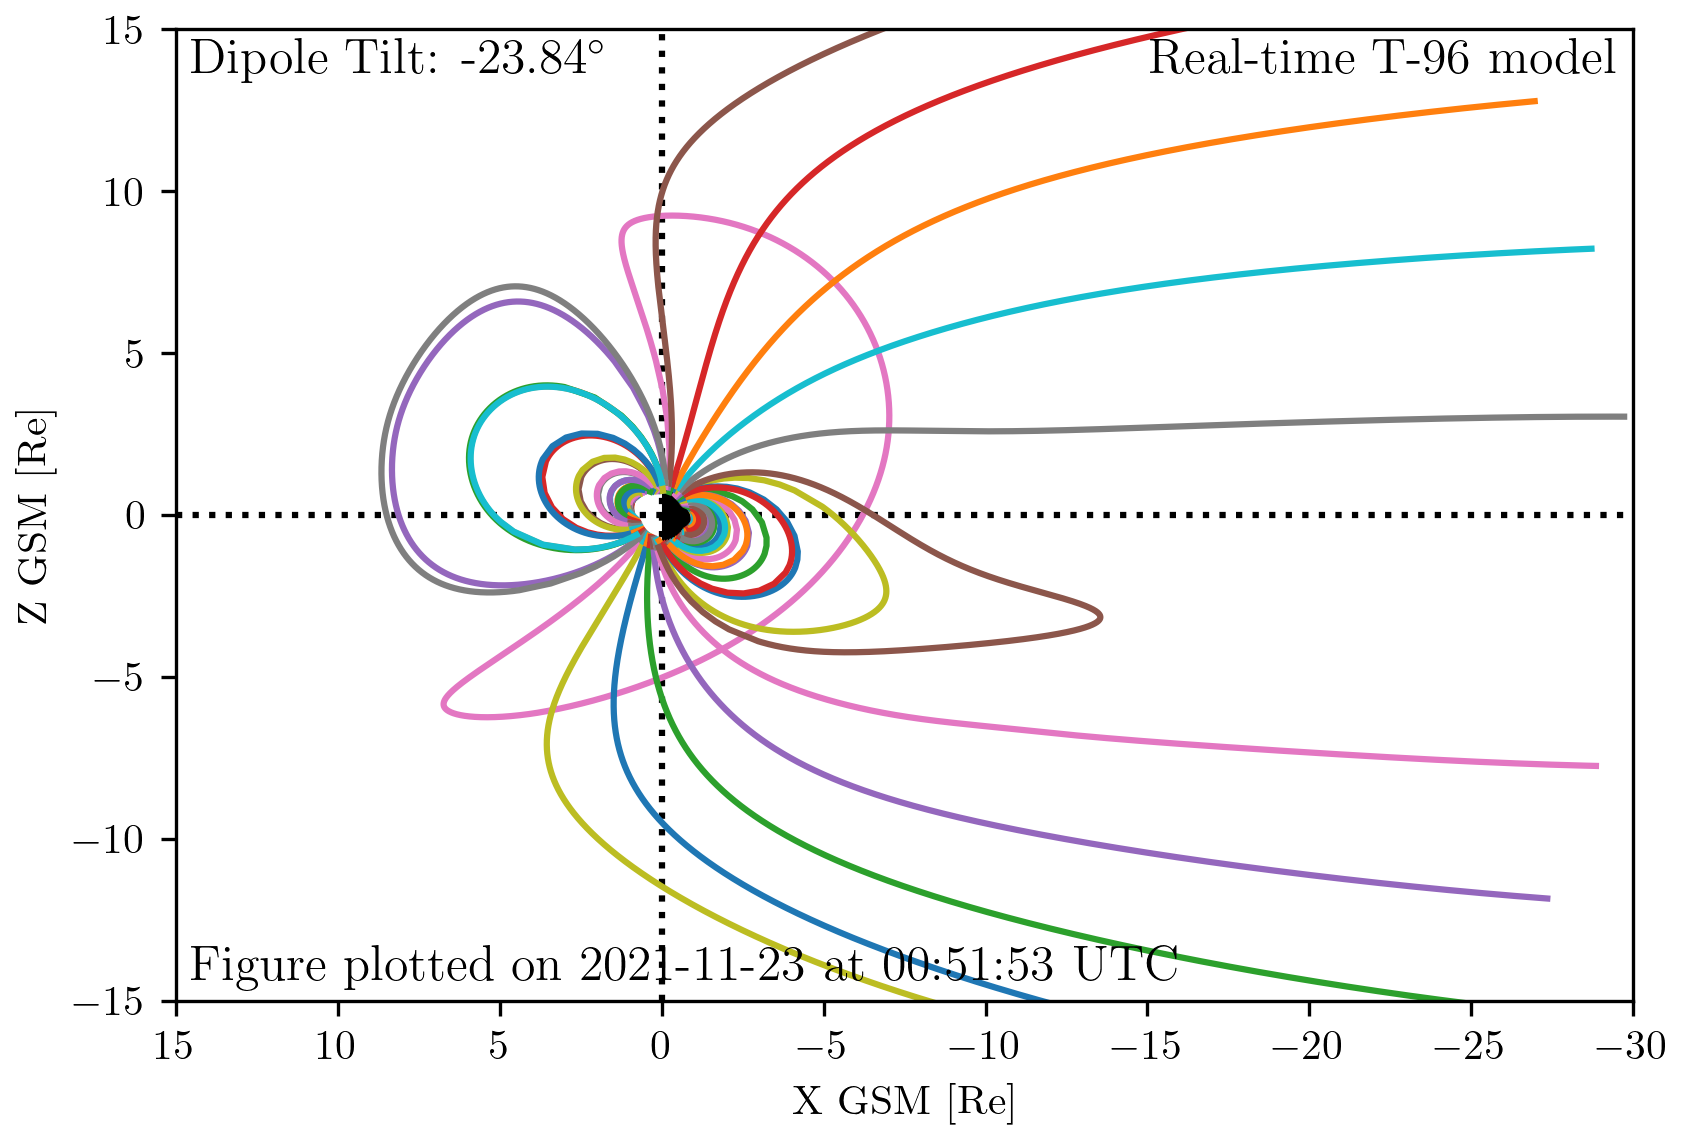 Dipole Tilt: -23.84°
Real-time T-96 model
15
10
5
0
−5
−10
−15
Z GSM [Re]
Figure plotted on 2021-11-23 at 00:51:53 UTC
15 10 5 0 −5 −10 −15 −20 −25 −30
X GSM [Re]